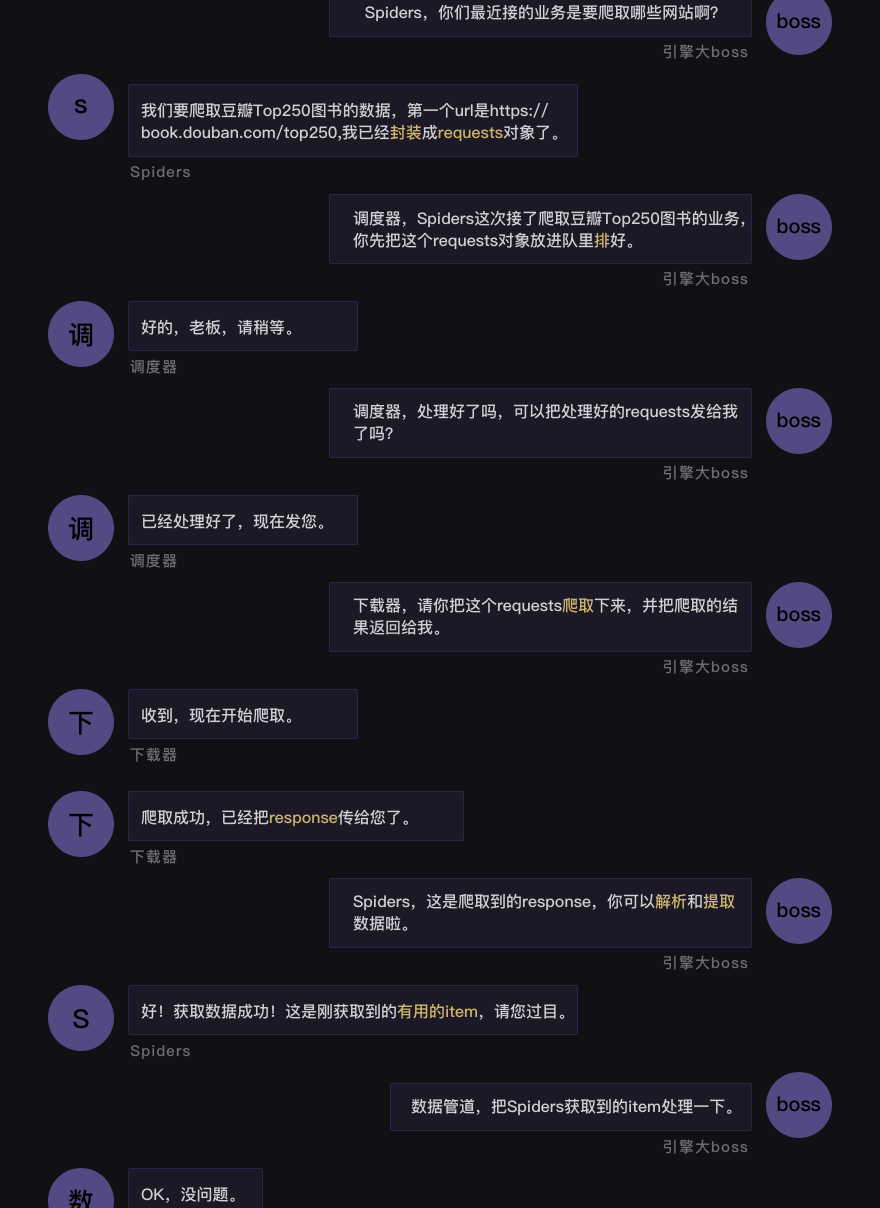 Spiders，你们最近接的业务是要爬取哪些网站啊？
boss
引擎大boss
S
我们要爬取豆瓣Top250图书的数据，第一个url是https://
book.douban.com/top250,我已经封装成requests对象了。
Spiders
调度器，Spiders这次接了爬取豆瓣Top250图书的业务，
你先把这个requests对象放进队里排好。
boss
引擎大boss
调
好的，老板，请稍等。
调度器
调度器，处理好了吗，可以把处理好的requests发给我
了吗？
boss
引擎大boss
调
已经处理好了，现在发您。
调度器
下载器，请你把这个requests爬取下来，并把爬取的结
果返回给我。
boss
引擎大boss
下
收到，现在开始爬取。
下载器
下
爬取成功，已经把response传给您了。
下载器
Spiders，这是爬取到的response，你可以解析和提取
数据啦。
boss
引擎大boss
S
好！获取数据成功！这是刚获取到的有用的item，请您过目。
Spiders
数据管道，把Spiders获取到的item处理一下。
boss
引擎大boss
数
OK，没问题。